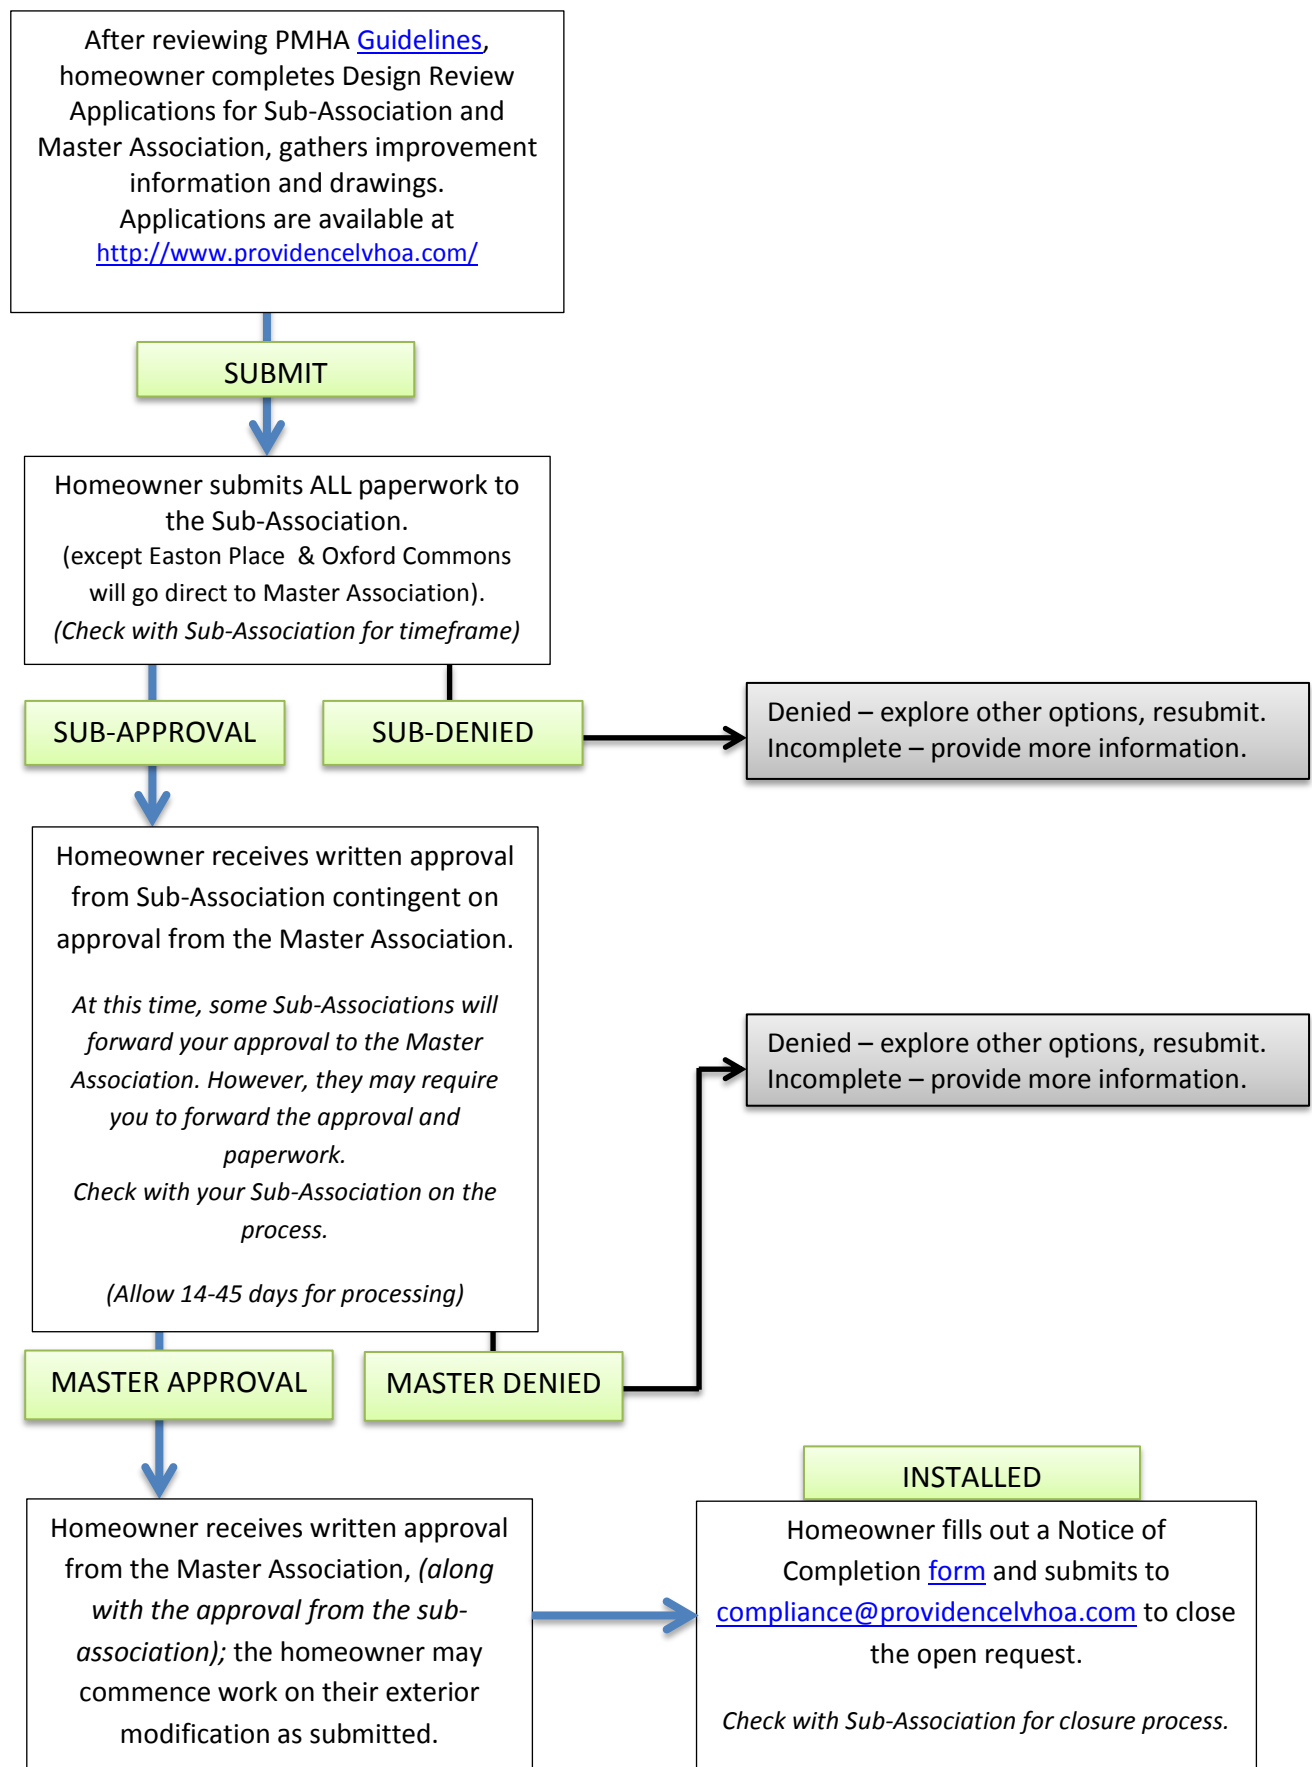 After reviewing PMHA Guidelines,
homeowner completes Design Review
Applications for Sub-Association and
Master Association, gathers improvement
information and drawings.
Applications are available at
http://www.providencelvhoa.com/
SUBMIT
Homeowner submits ALL paperwork to
the Sub-Association.
(except Easton Place & Oxford Commons
will go direct to Master Association).
(Check with Sub-Association for timeframe)
SUB-APPROVAL
SUB-DENIED
Denied – explore other options, resubmit.
Incomplete – provide more information.
Homeowner receives written approval
from Sub-Association contingent on
approval from the Master Association.
At this time, some Sub-Associations will
forward your approval to the Master
Association. However, they may require
you to forward the approval and
paperwork.
Check with your Sub-Association on the
process.
(Allow 14-45 days for processing)
Denied – explore other options, resubmit.
Incomplete – provide more information.
MASTER APPROVAL
MASTER DENIED
Homeowner receives written approval
from the Master Association, (along
with the approval from the sub-
association); the homeowner may
commence work on their exterior
modification as submitted.
INSTALLED
Homeowner fills out a Notice of
Completion form and submits to
compliance@providencelvhoa.com to close
the open request.
Check with Sub-Association for closure process.